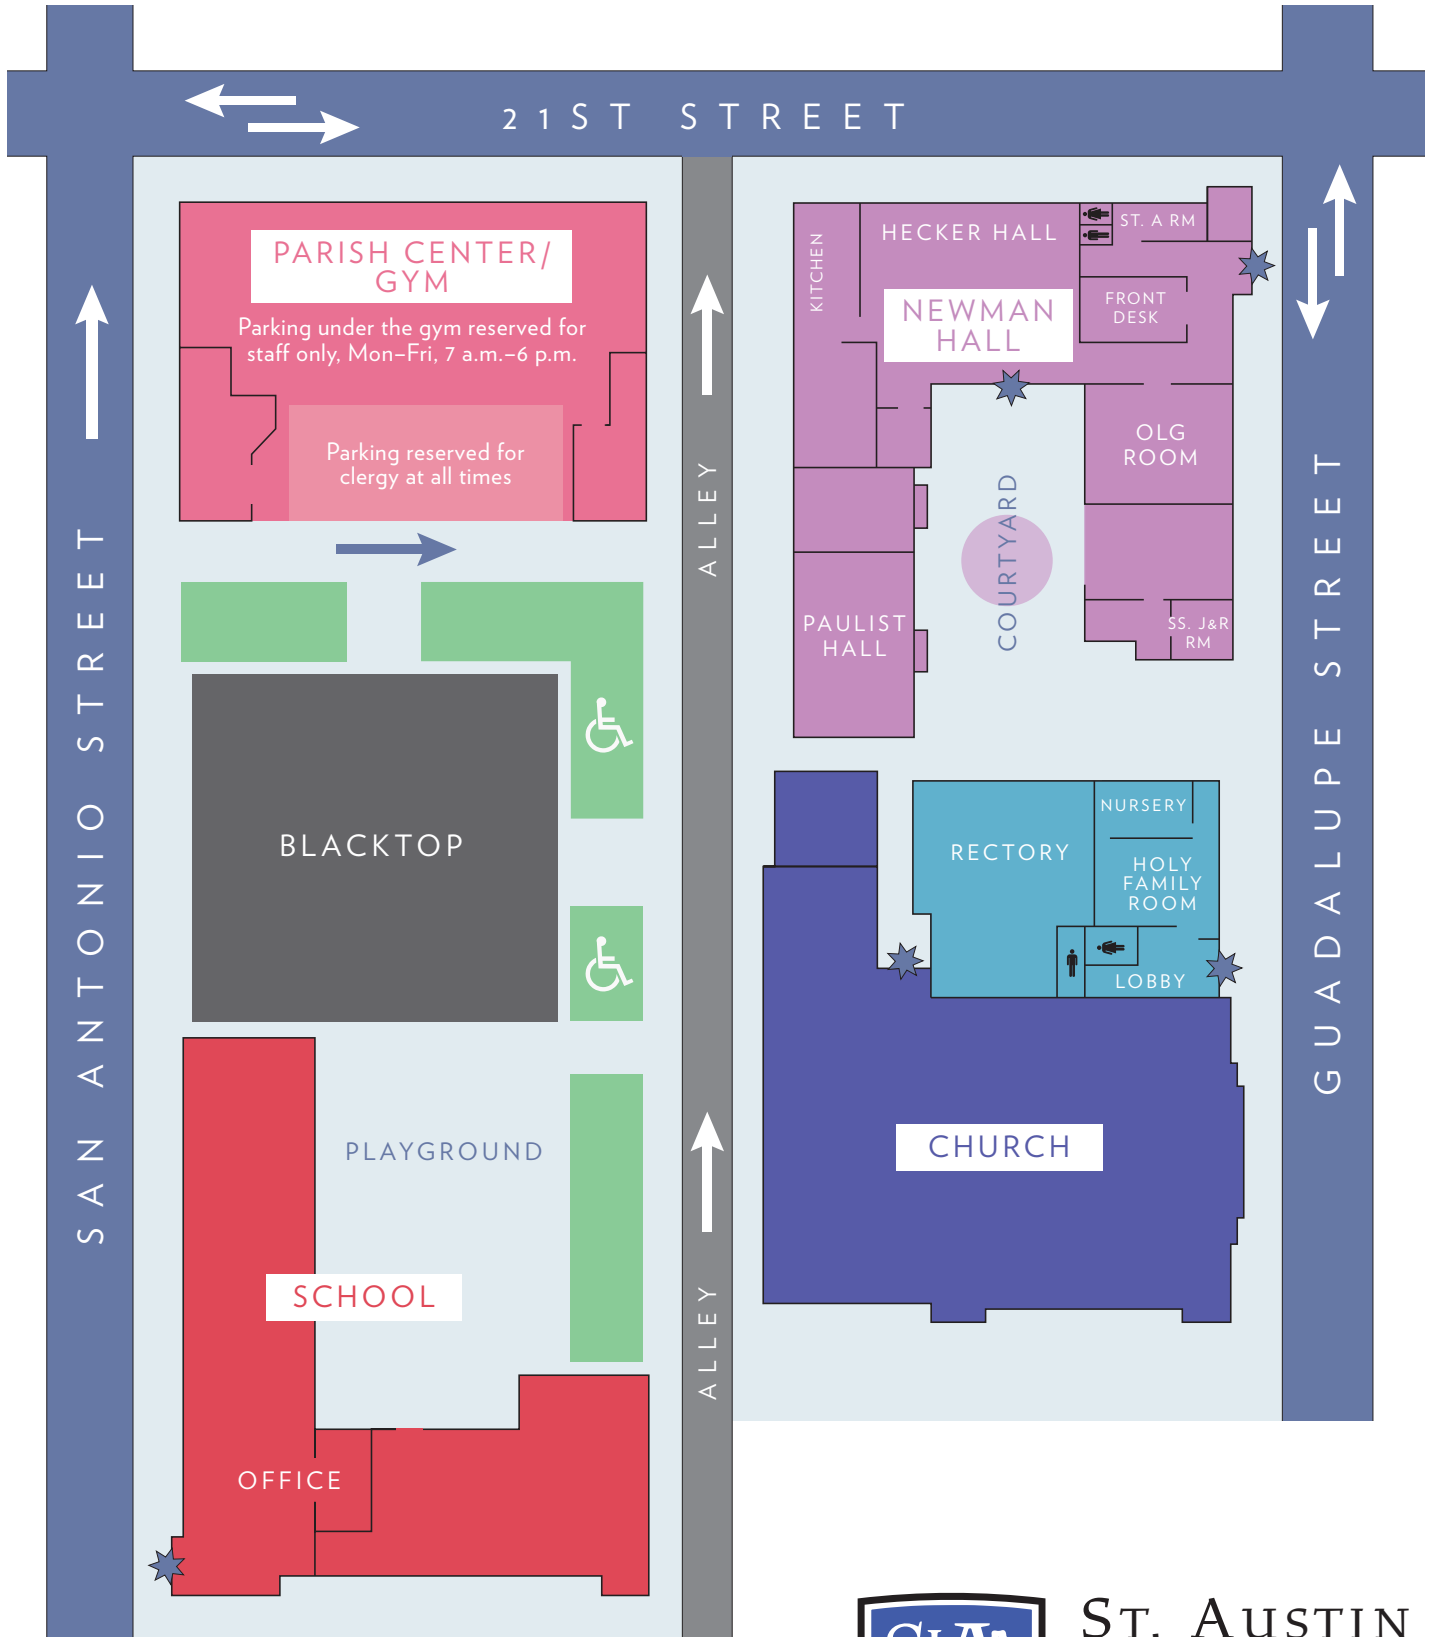 21ST STREET
PARISH CENTER/
GYM
Parking under the gym reserved for
staff only, Mon–Fri, 7 a.m.–6 p.m.
Parking reserved for
clergy at all times
KITCHEN
HECKER HALL
ST. A RM
NEWMAN
HALL
FRONT
DESK
OLG
ROOM
COURTYARD
PAULIST
HALL
SS. J&R
RM
ALLEY
SAN ANTONIO STREET
GUADALUPE STREET
BLACKTOP
RECTORY
NURSERY
HOLY
FAMILY
ROOM
LOBBY
CHURCH
PLAYGROUND
SCHOOL
ALLEY
OFFICE
ST. AUSTIN